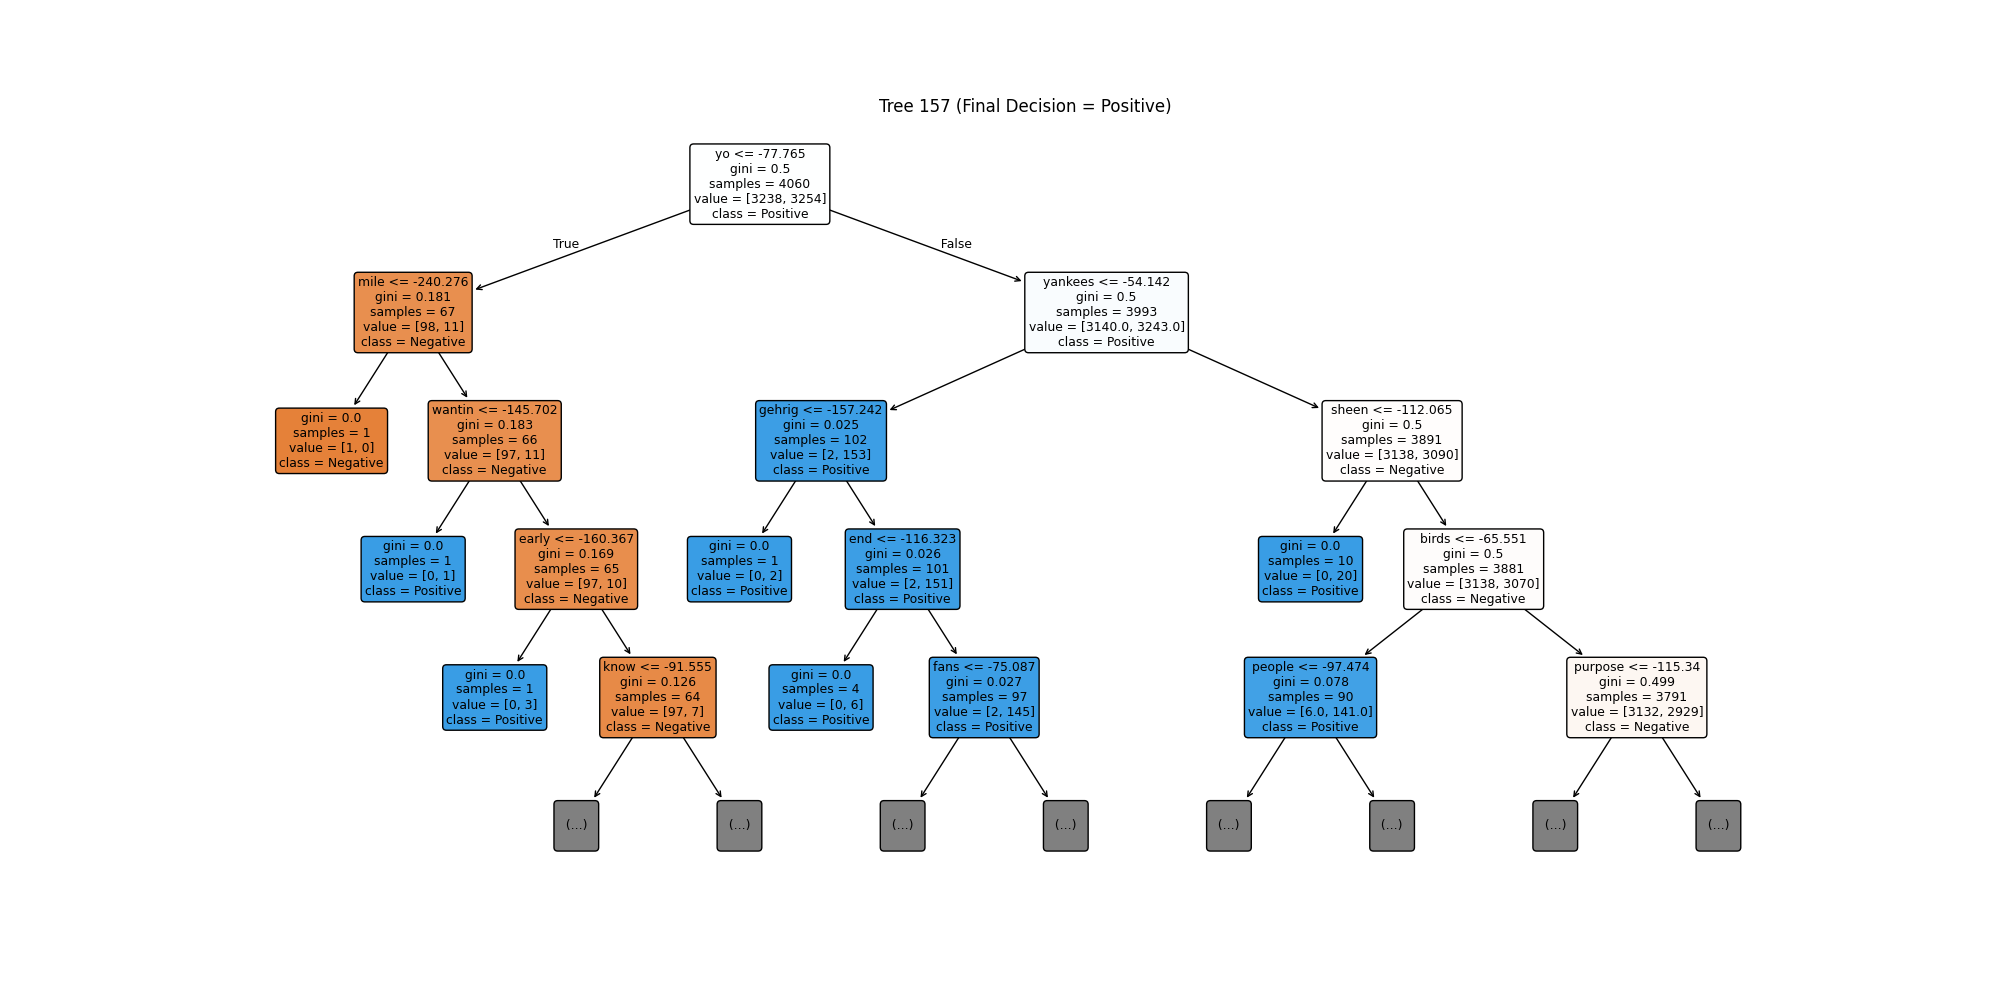 Tree 157 (Final Decision = Positive)
yo <= -77.765
gini = 0.5
samples = 4060
value = [3238, 3254]
class = Positive
True
False
mile <= -240.276
gini = 0.181
samples = 67
value = [98, 11]
class = Negative
yankees <= -54.142
gini = 0.5
samples = 3993
value = [3140.0, 3243.0]
class = Positive
gini = 0.0
samples = 1
value = [1, 0]
class = Negative
wantin <= -145.702
gini = 0.183
samples = 66
value = [97, 11]
class = Negative
gehrig <= -157.242
gini = 0.025
samples = 102
value = [2, 153]
class = Positive
sheen <= -112.065
gini = 0.5
samples = 3891
value = [3138, 3090]
class = Negative
gini = 0.0
samples = 1
value = [0, 1]
class = Positive
early <= -160.367
gini = 0.169
samples = 65
value = [97, 10]
class = Negative
gini = 0.0
samples = 1
value = [0, 2]
class = Positive
end <= -116.323
gini = 0.026
samples = 101
value = [2, 151]
class = Positive
gini = 0.0
samples = 10
value = [0, 20]
class = Positive
birds <= -65.551
gini = 0.5
samples = 3881
value = [3138, 3070]
class = Negative
gini = 0.0
samples = 1
value = [0, 3]
class = Positive
know <= -91.555
gini = 0.126
samples = 64
value = [97, 7]
class = Negative
gini = 0.0
samples = 4
value = [0, 6]
class = Positive
fans <= -75.087
gini = 0.027
samples = 97
value = [2, 145]
class = Positive
people <= -97.474
gini = 0.078
samples = 90
value = [6.0, 141.0]
class = Positive
purpose <= -115.34
gini = 0.499
samples = 3791
value = [3132, 2929]
class = Negative
(...)
(...)
(...)
(...)
(...)
(...)
(...)
(...)